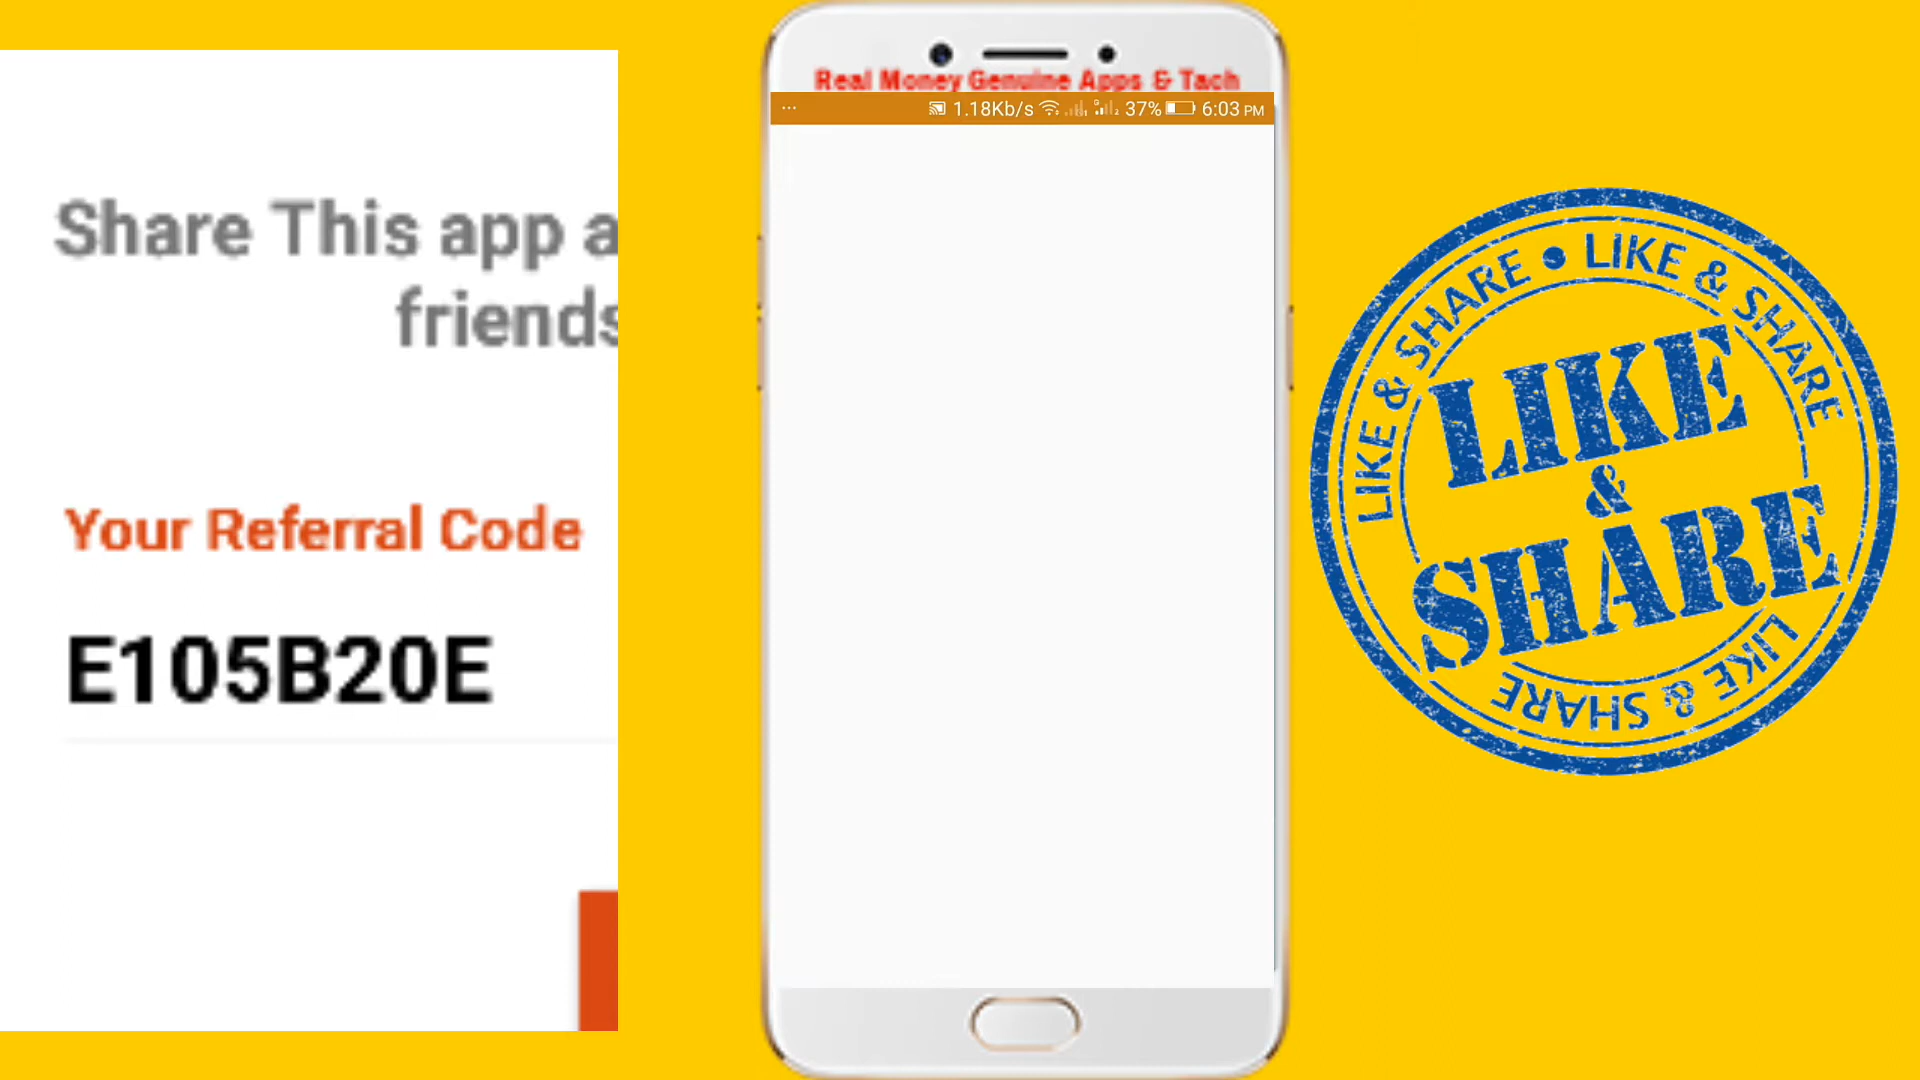 Share This app a
friends
Your Referral Code
E105B20E
Real Money Genuine Apps & Tach
... 1.18Kb/s 37% 6:03 PM
LIKE & SHARE • LIKE & SHARE
LIKE
&
SHARE
LIKE & SHARE